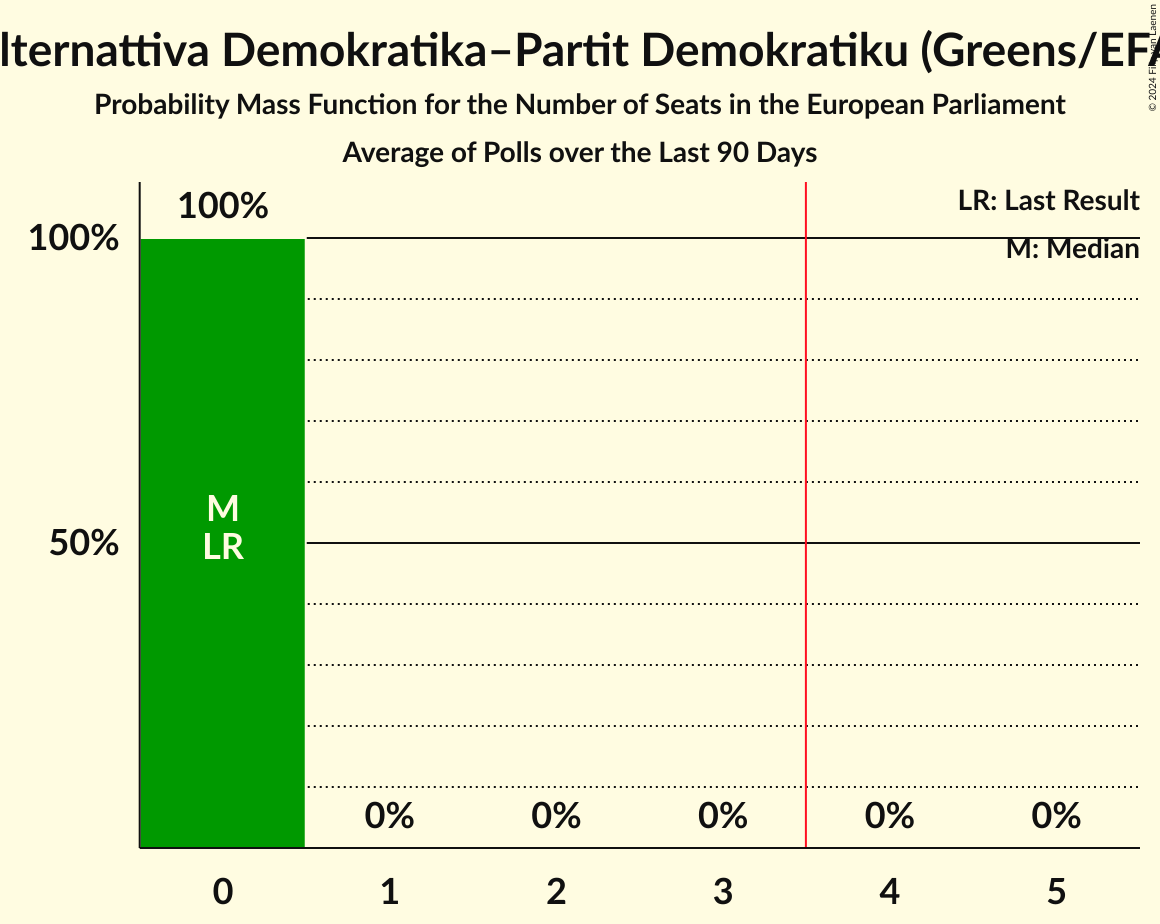 lternattiva Demokratika–Partit Demokratiku (Greens/EFA
Probability Mass Function for the Number of Seats in the European Parliament
Average of Polls over the Last 90 Days
© 2024 Filip van Laenen
LR: Last Result
M: Median
100%
100%
50%
M
LR
0% 0% 0% 0% 0%
0 1 2 3 4 5